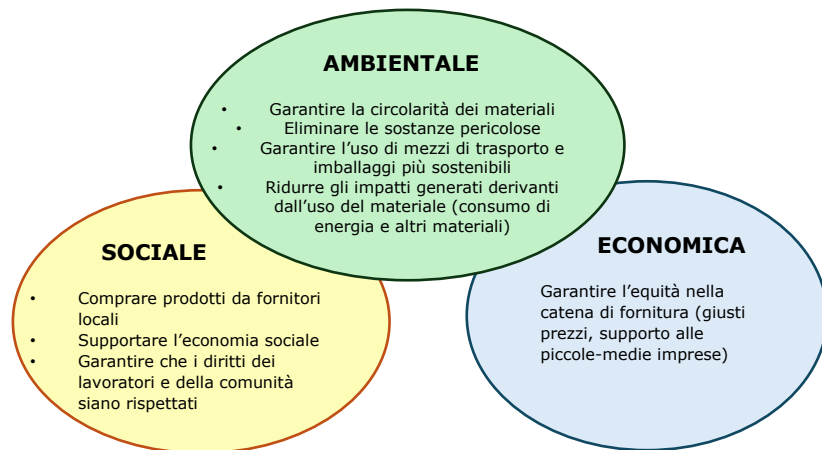 AMBIENTALE
• Garantire la circolarità dei materiali
• Eliminare le sostanze pericolose
• Garantire l'uso di mezzi di trasporto e
imballaggi più sostenibili
• Ridurre gli impatti generati derivanti
dall'uso del materiale (consumo di
energia e altri materiali)
SOCIALE
• Comprare prodotti da fornitori
locali
• Supportare l'economia sociale
• Garantire che i diritti dei
lavoratori e della comunità
siano rispettati
ECONOMICA
Garantire l'equità nella
catena di fornitura (giusti
prezzi, supporto alle
piccole-medie imprese)